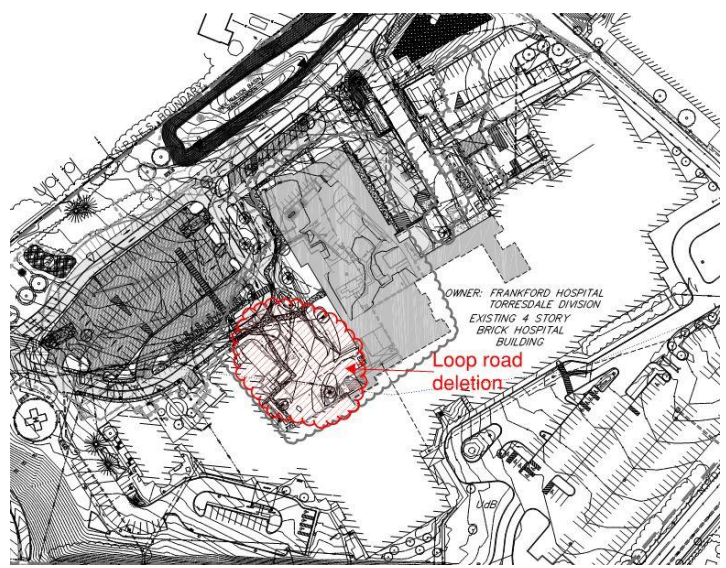 OWNER: FRANKFORD HOSPITAL
TORRESDALE DIVISION
EXISTING 4 STORY
BRICK HOSPITAL
BUILDING
Loop road
deletion
UdB